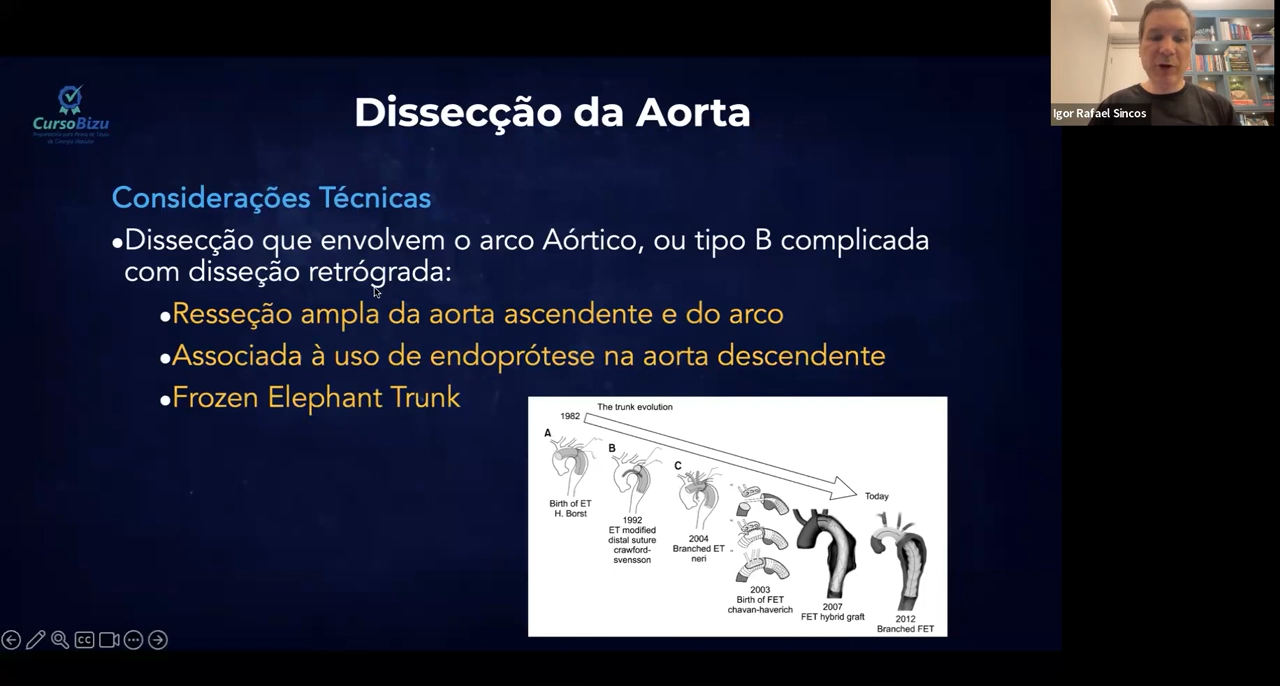 CursoBizu
Dissecção da Aorta
Igor Rafael Sincos
Considerações Técnicas
•Dissecção que envolvem o arco Aórtico, ou tipo B complicada
com disseção retrógrada:
•Resseção ampla da aorta ascendente e do arco
•Associada à uso de endoprótese na aorta descendente
•Frozen Elephant Trunk
The trunk evolution
1982
A
Birth of ET
H. Borst
B
1992
ET modified
distal suture
crawford-
svensson
C
2004
Branched ET
neri
2003
Birth of FET
chavan-haverich
2007
FET hybrid graft
Today
2012
Branched FET
CC